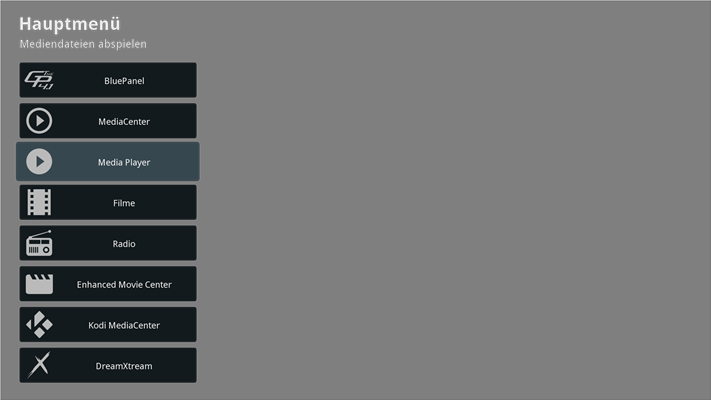 Hauptmenü
Mediendateien abspielen
BluePanel
MediaCenter
Media Player
Filme
Radio
Enhanced Movie Center
Kodi MediaCenter
DreamXtream